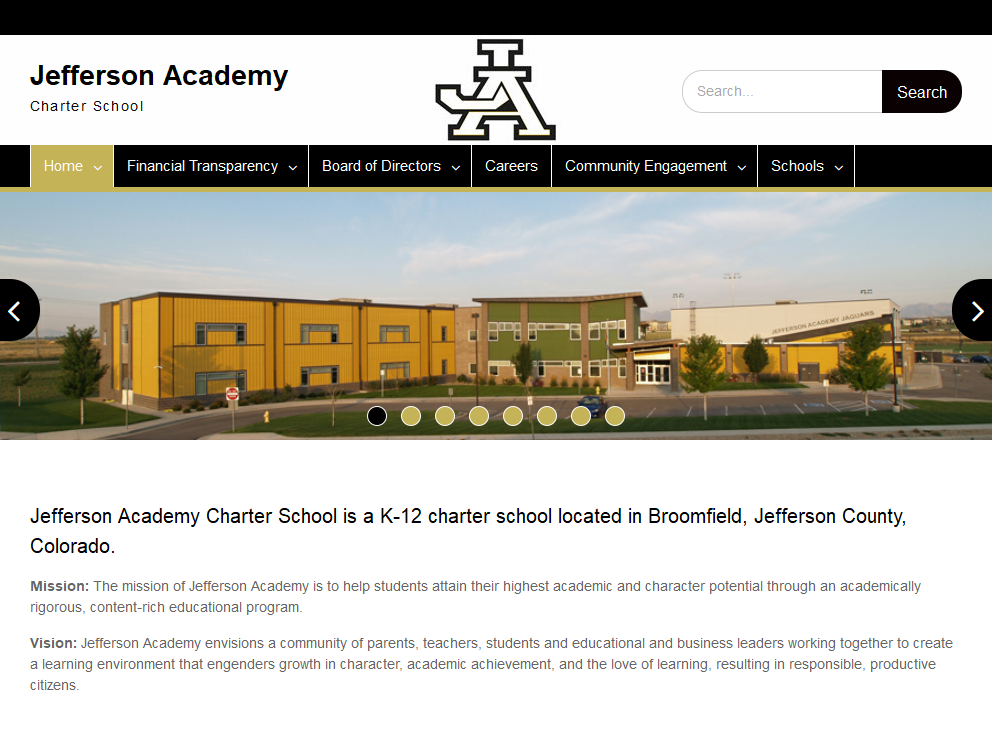 Jefferson Academy
Charter School
JA
Search...
Search
Home
Financial Transparency
Board of Directors
Careers
Community Engagement
Schools
JEFFERSON ACADEMY JAGUARS
Jefferson Academy Charter School is a K-12 charter school located in Broomfield, Jefferson County,
Colorado.
Mission: The mission of Jefferson Academy is to help students attain their highest academic and character potential through an academically
rigorous, content-rich educational program.
Vision: Jefferson Academy envisions a community of parents, teachers, students and educational and business leaders working together to create
a learning environment that engenders growth in character, academic achievement, and the love of learning, resulting in responsible, productive
citizens.